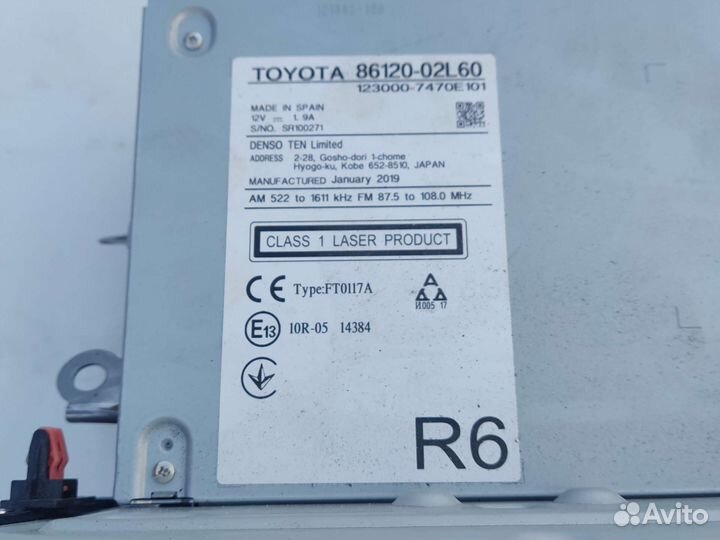 TOYOTA 86120-02L60
123000-7470E101
MADE IN SPAIN
12V ⎓ 1.9A
S/NO. SR100271
DENSO TEN Limited
ADDRESS 2-28, Gosho-dori 1-chome
Hyogo-ku, Kobe 652-8510, JAPAN
MANUFACTURED January 2019
AM 522 to 1611 kHz FM 87.5 to 108.0 MHz
CLASS 1 LASER PRODUCT
CE Type:FT0117A
И005 17
E13 10R-05 14384
R6
Avito